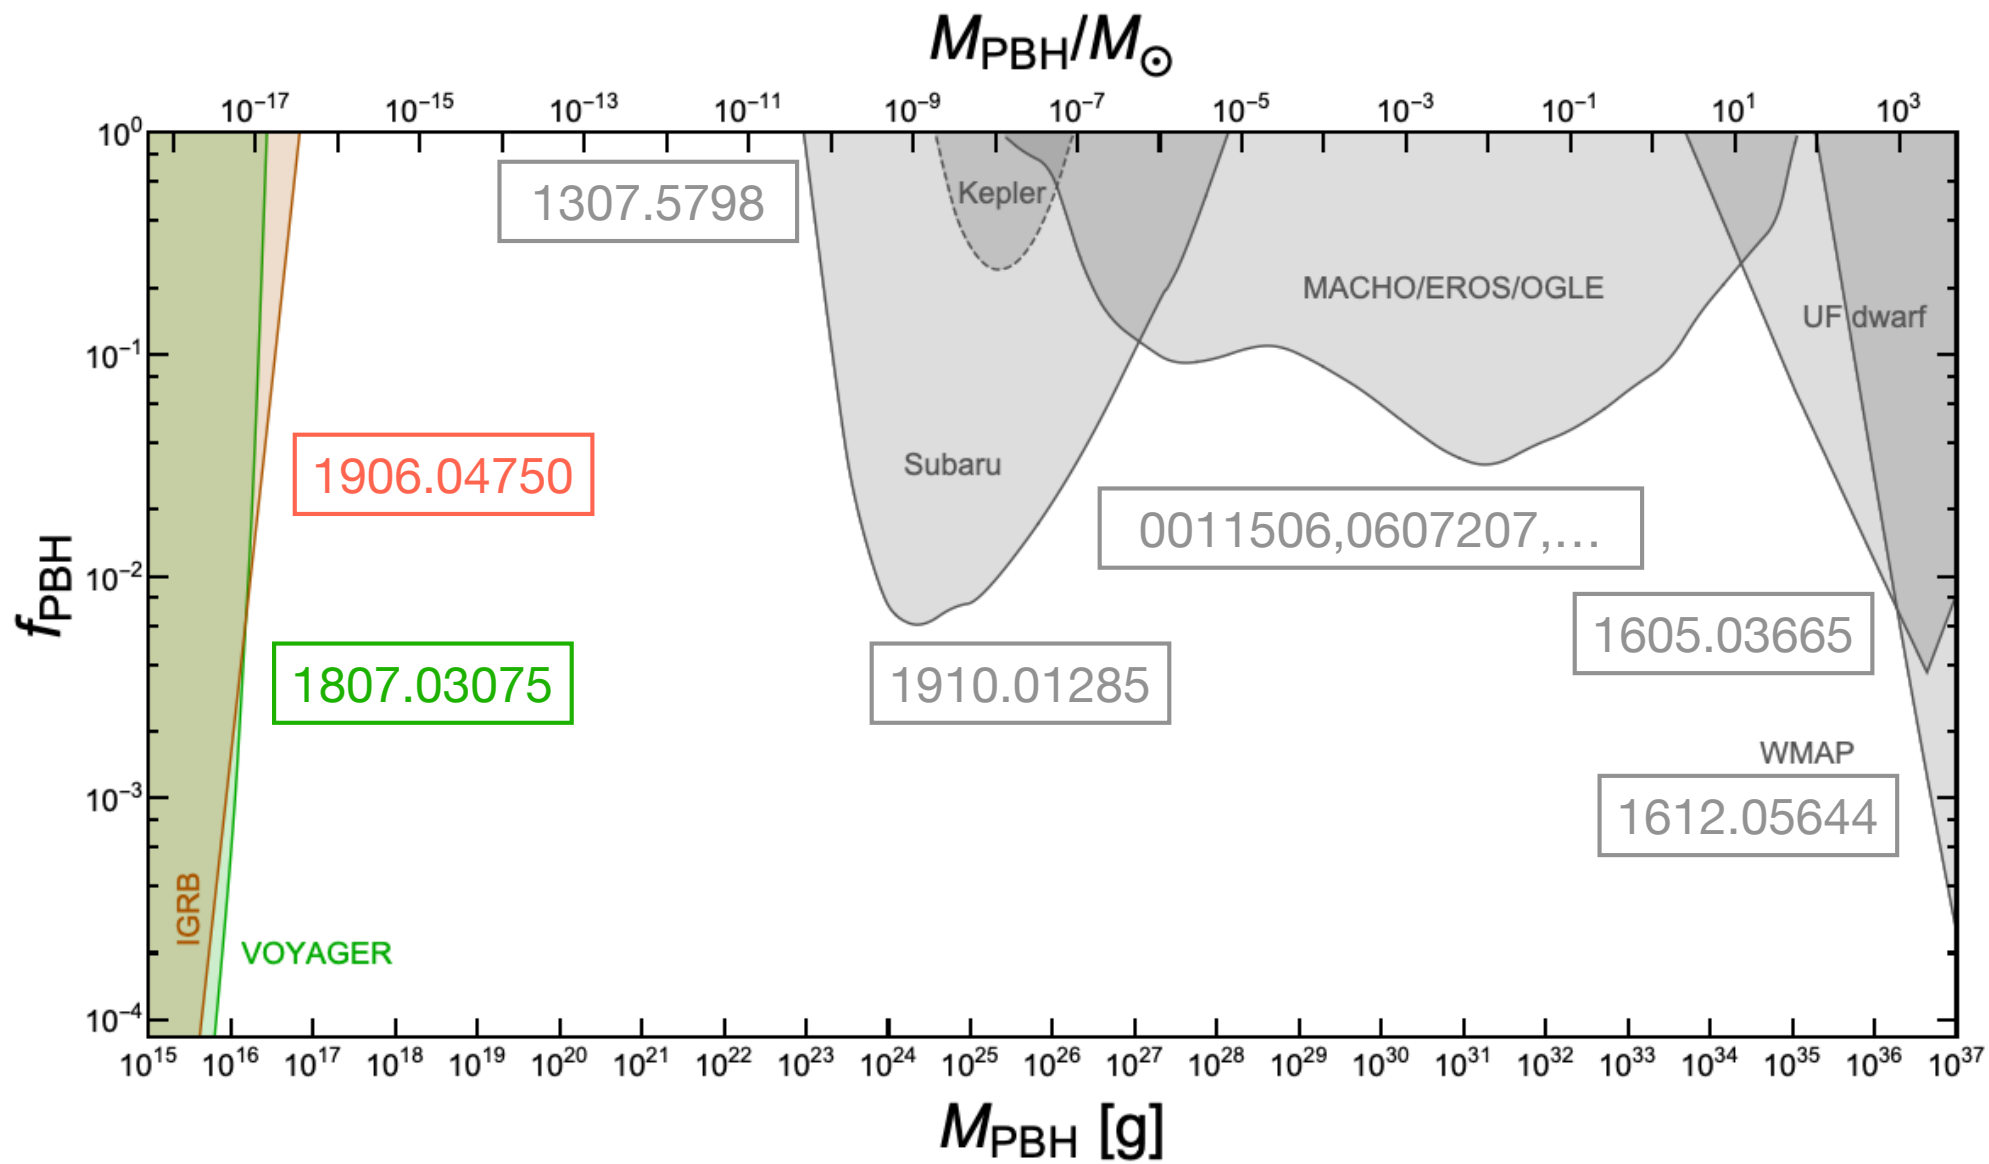 M_PBH/M_⊙
10^−17 10^−15 10^−13 10^−11 10^−9 10^−7 10^−5 10^−3 10^−1 10^1 10^3
10^0
1307.5798
Kepler
MACHO/EROS/OGLE
UF dwarf
10^−1
1906.04750
Subaru
0011506,0607207,...
10^−2
f_PBH
1605.03665
1807.03075
1910.01285
WMAP
10^−3
1612.05644
IGRB
VOYAGER
10^−4
10^15 10^16 10^17 10^18 10^19 10^20 10^21 10^22 10^23 10^24 10^25 10^26 10^27 10^28 10^29 10^30 10^31 10^32 10^33 10^34 10^35 10^36 10^37
M_PBH [g]